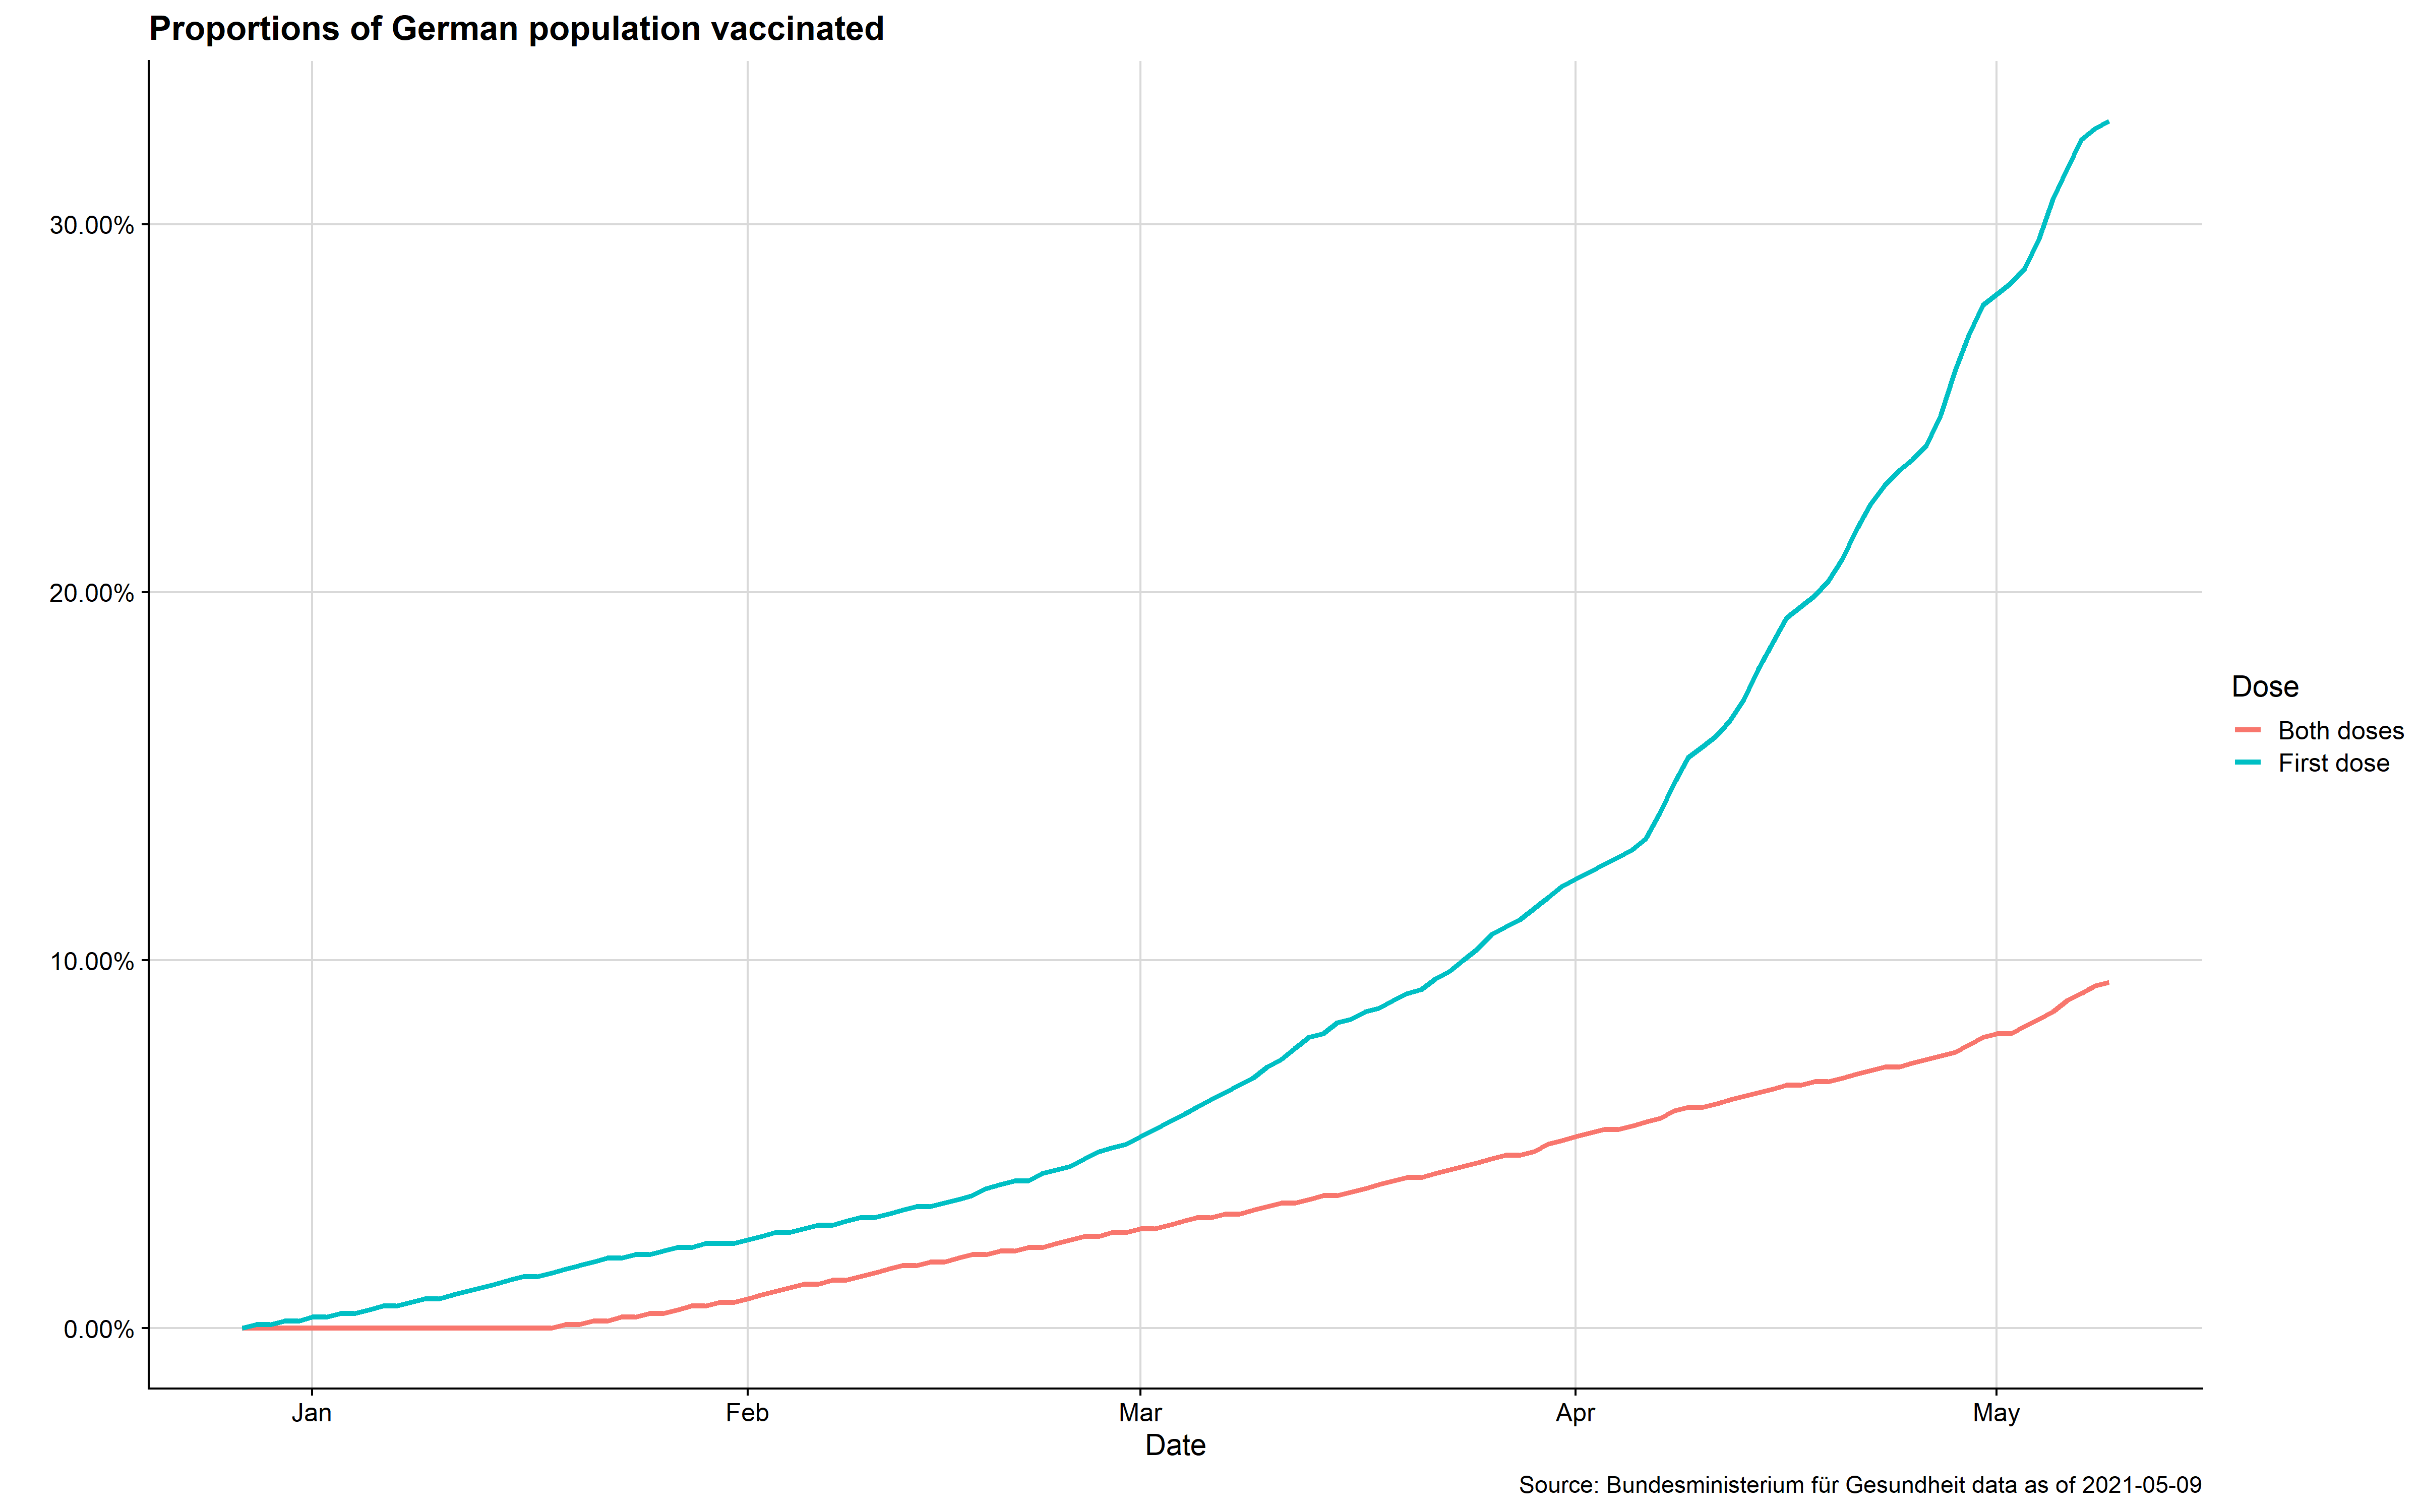 Proportions of German population vaccinated
30.00%
20.00%
10.00%
0.00%
Jan
Feb
Mar
Apr
May
Date
Dose
Both doses
First dose
Source: Bundesministerium für Gesundheit data as of 2021-05-09